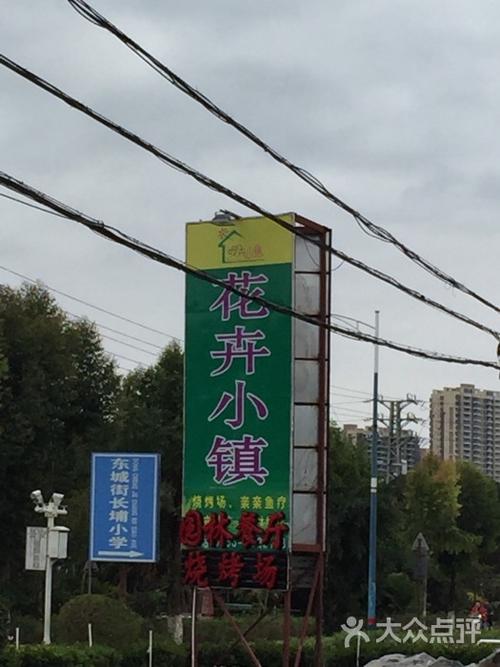 花卉小镇
烧烤场、亲亲鱼疗
园林餐厅
烧烤场
东城街长埔小学
大众点评